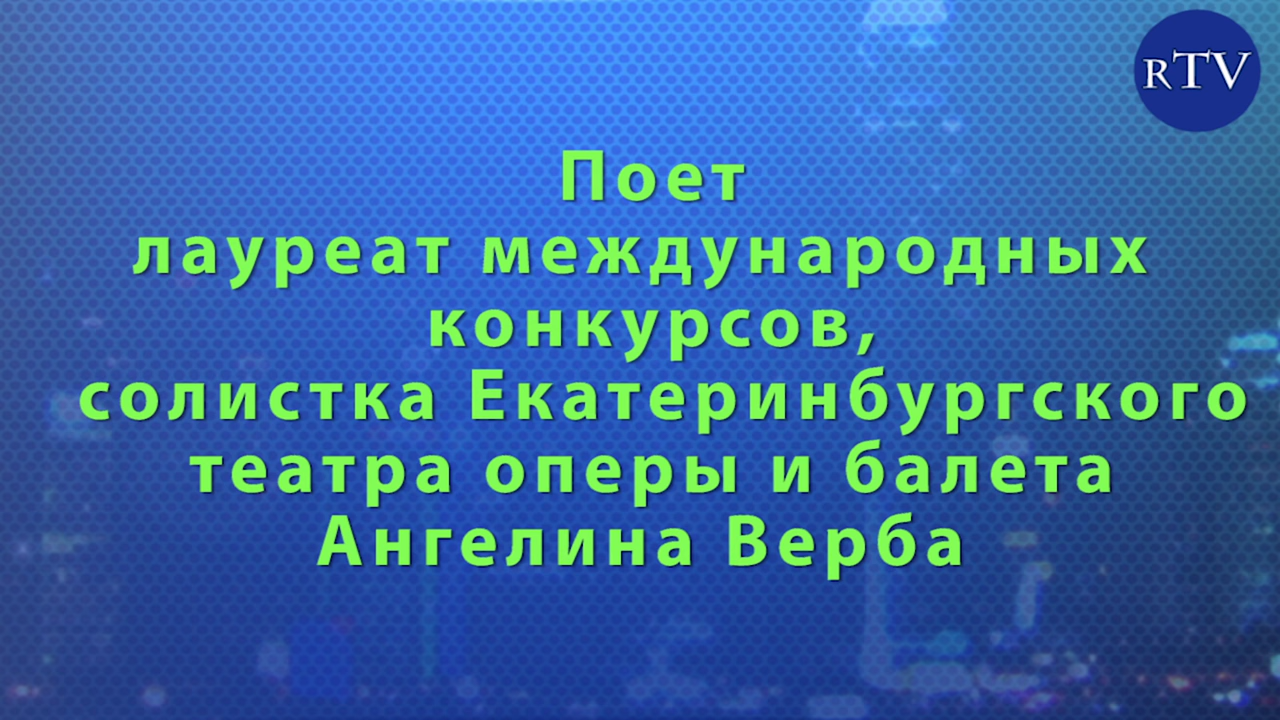 RTV
Поет
лауреат международных
конкурсов,
солистка Екатеринбургского
театра оперы и балета
Ангелина Верба